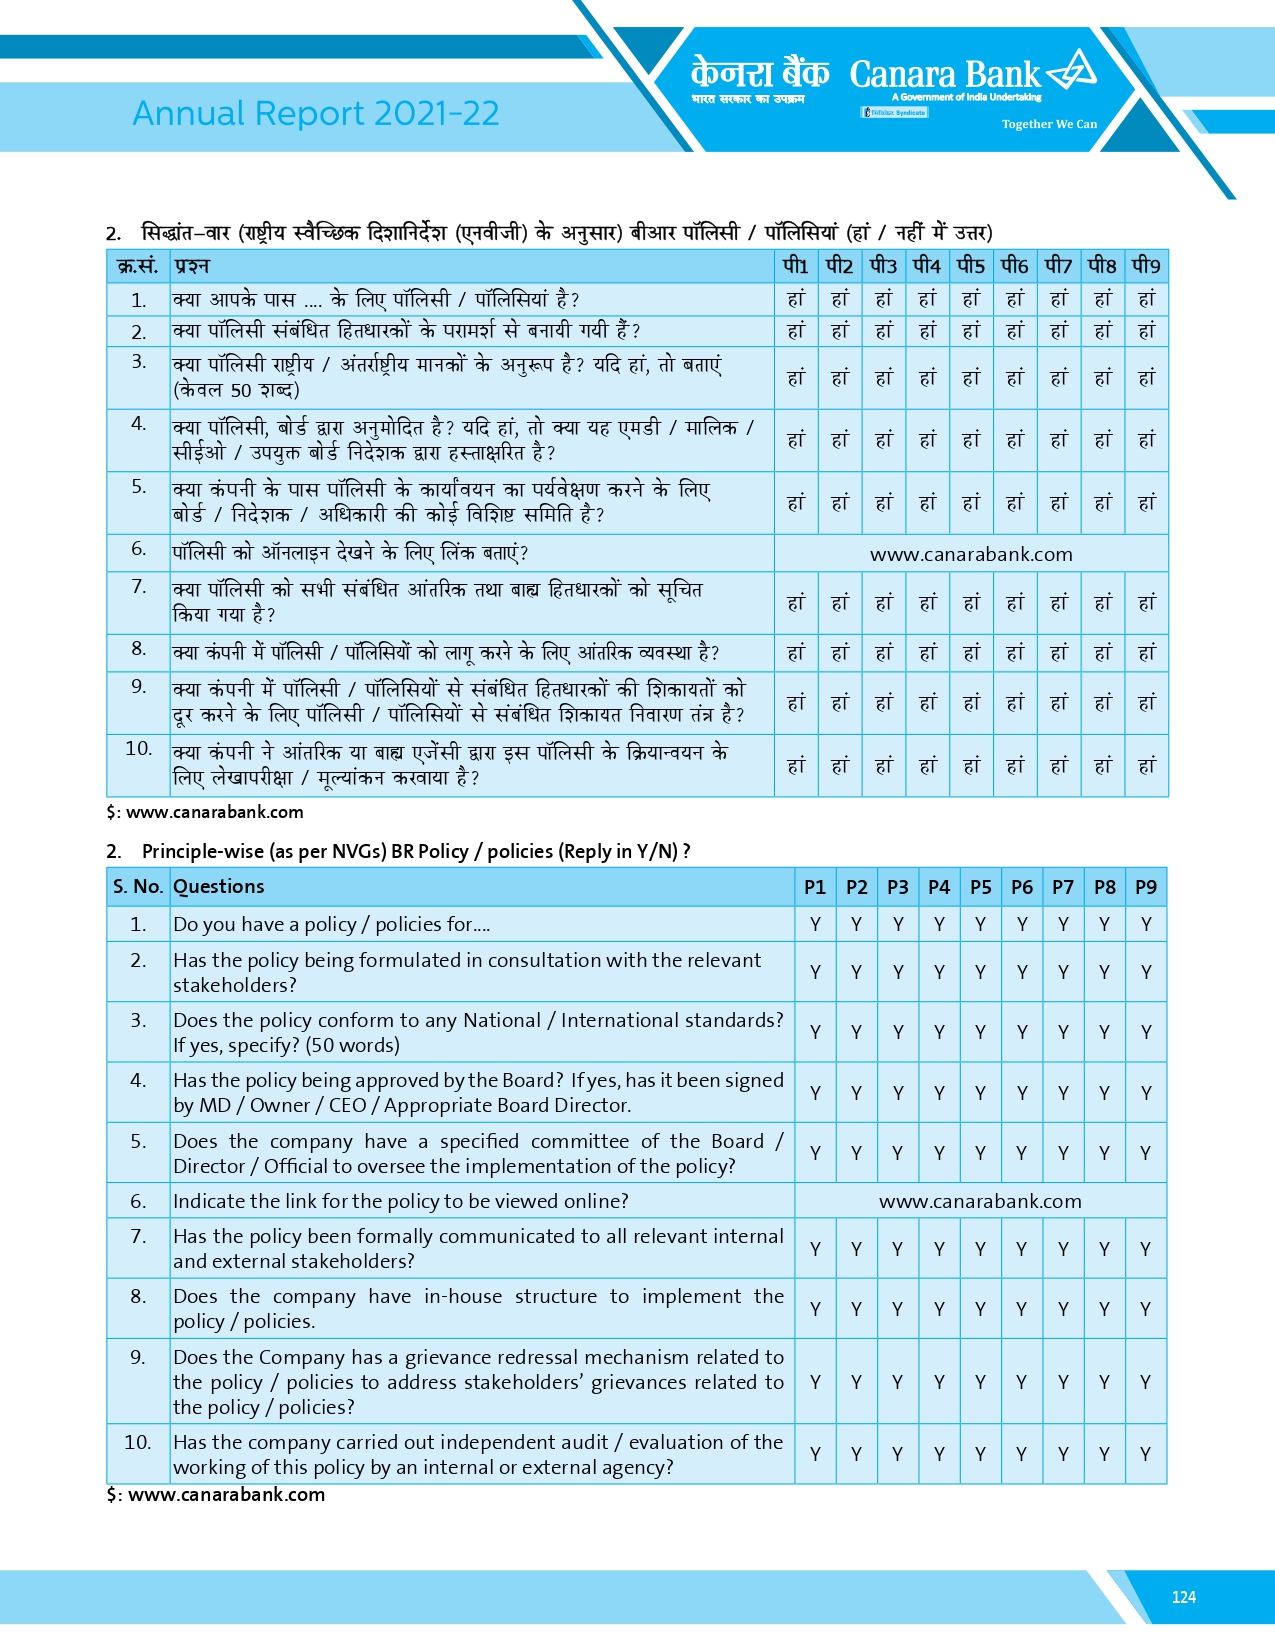 Annual Report 2021-22
केनरा बैंक Canara Bank
भारत सरकार का उपक्रम A Government of India Undertaking
Syndicate
Together We Can
2. सिद्धांत–वार (राष्ट्रीय स्वैच्छिक दिशानिर्देश (एनवीजी) के अनुसार) बीआर पॉलिसी / पॉलिसियां (हां / नहीं में उत्तर)
क्र.सं. प्रश्न पी1 पी2 पी3 पी4 पी5 पी6 पी7 पी8 पी9
1. क्या आपके पास .... के लिए पॉलिसी / पॉलिसियां है? हां हां हां हां हां हां हां हां हां
2. क्या पॉलिसी संबंधित हितधारकों के परामर्श से बनायी गयी हैं? हां हां हां हां हां हां हां हां हां
3. क्या पॉलिसी राष्ट्रीय / अंतर्राष्ट्रीय मानकों के अनुरूप है? यदि हां, तो बताएं
(केवल 50 शब्द) हां हां हां हां हां हां हां हां हां
4. क्या पॉलिसी, बोर्ड द्वारा अनुमोदित है? यदि हां, तो क्या यह एमडी / मालिक /
सीईओ / उपयुक्त बोर्ड निदेशक द्वारा हस्ताक्षरित है? हां हां हां हां हां हां हां हां हां
5. क्या कंपनी के पास पॉलिसी के कार्यांवयन का पर्यवेक्षण करने के लिए
बोर्ड / निदेशक / अधिकारी की कोई विशिष्ट समिति है? हां हां हां हां हां हां हां हां हां
6. पॉलिसी को ऑनलाइन देखने के लिए लिंक बताएं? www.canarabank.com
7. क्या पॉलिसी को सभी संबंधित आंतरिक तथा बाह्य हितधारकों को सूचित
किया गया है? हां हां हां हां हां हां हां हां हां
8. क्या कंपनी में पॉलिसी / पॉलिसियों को लागू करने के लिए आंतरिक व्यवस्था है? हां हां हां हां हां हां हां हां हां
9. क्या कंपनी में पॉलिसी / पॉलिसियों से संबंधित हितधारकों की शिकायतों को
दूर करने के लिए पॉलिसी / पॉलिसियों से संबंधित शिकायत निवारण तंत्र है? हां हां हां हां हां हां हां हां हां
10. क्या कंपनी ने आंतरिक या बाह्य एजेंसी द्वारा इस पॉलिसी के क्रियान्वयन के
लिए लेखापरीक्षा / मूल्यांकन करवाया है? हां हां हां हां हां हां हां हां हां
$: www.canarabank.com
2. Principle-wise (as per NVGs) BR Policy / policies (Reply in Y/N) ?
S. No. Questions P1 P2 P3 P4 P5 P6 P7 P8 P9
1. Do you have a policy / policies for.... Y Y Y Y Y Y Y Y Y
2. Has the policy being formulated in consultation with the relevant
stakeholders? Y Y Y Y Y Y Y Y Y
3. Does the policy conform to any National / International standards?
If yes, specify? (50 words) Y Y Y Y Y Y Y Y Y
4. Has the policy being approved by the Board? If yes, has it been signed
by MD / Owner / CEO / Appropriate Board Director. Y Y Y Y Y Y Y Y Y
5. Does the company have a specified committee of the Board /
Director / Official to oversee the implementation of the policy? Y Y Y Y Y Y Y Y Y
6. Indicate the link for the policy to be viewed online? www.canarabank.com
7. Has the policy been formally communicated to all relevant internal
and external stakeholders? Y Y Y Y Y Y Y Y Y
8. Does the company have in-house structure to implement the
policy / policies. Y Y Y Y Y Y Y Y Y
9. Does the Company has a grievance redressal mechanism related to
the policy / policies to address stakeholders’ grievances related to
the policy / policies? Y Y Y Y Y Y Y Y Y
10. Has the company carried out independent audit / evaluation of the
working of this policy by an internal or external agency? Y Y Y Y Y Y Y Y Y
$: www.canarabank.com
124